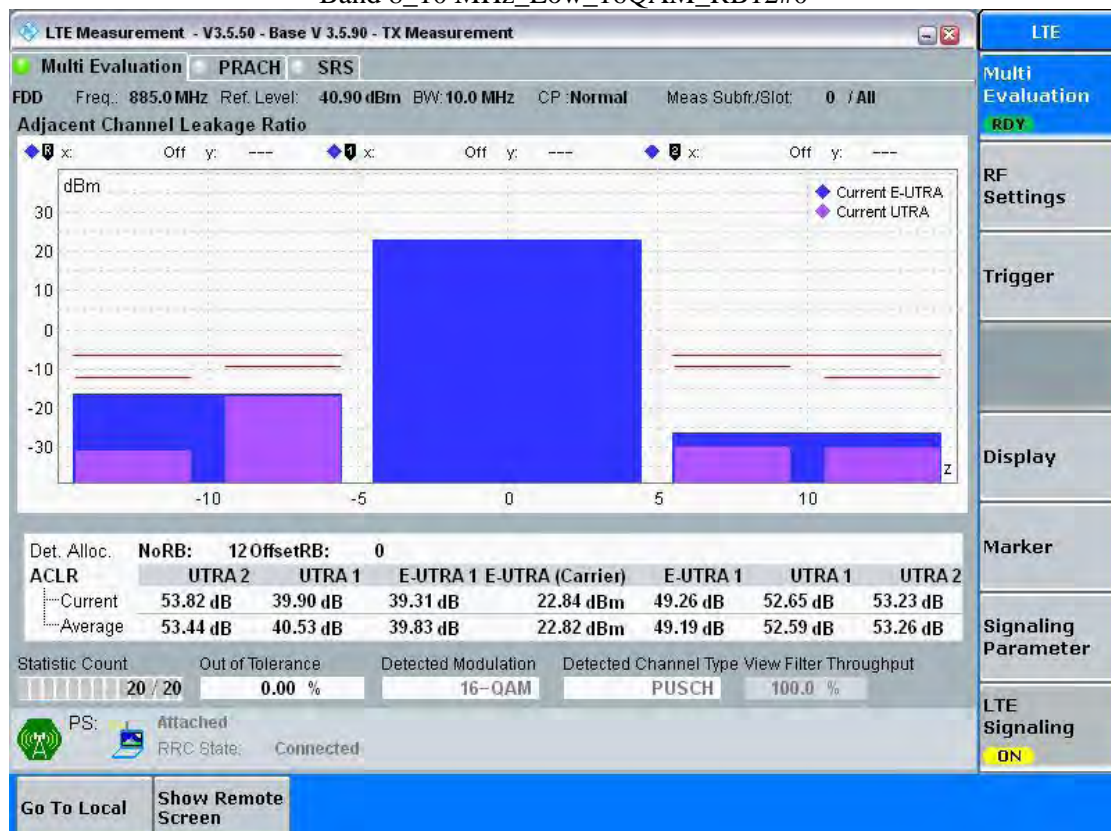 LTE Measurement - V3.5.50 - Base V 3.5.90 - TX Measurement
LTE
Multi Evaluation PRACH SRS
Multi Evaluation
RDY
FDD Freq.: 885.0 MHz Ref. Level: 40.90 dBm BW: 10.0 MHz CP :Normal Meas Subfr./Slot: 0 / All
Adjacent Channel Leakage Ratio
R x: Off y: --- 1 x: Off y: --- 2 x: Off y: ---
dBm
Current E-UTRA
Current UTRA
30
20
10
0
-10
-20
-30
z
-10 -5 0 5 10
RF Settings
Trigger
Display
Marker
Signaling Parameter
LTE Signaling
ON
Det. Alloc. NoRB: 12 OffsetRB: 0
ACLR UTRA 2 UTRA 1 E-UTRA 1 E-UTRA (Carrier) E-UTRA 1 UTRA 1 UTRA 2
Current 53.82 dB 39.90 dB 39.31 dB 22.84 dBm 49.26 dB 52.65 dB 53.23 dB
Average 53.44 dB 40.53 dB 39.83 dB 22.82 dBm 49.19 dB 52.59 dB 53.26 dB
Statistic Count Out of Tolerance Detected Modulation Detected Channel Type View Filter Throughput
20 / 20 0.00 % 16-QAM PUSCH 100.0 %
PS: Attached
RRC State: Connected
Go To Local Show Remote Screen